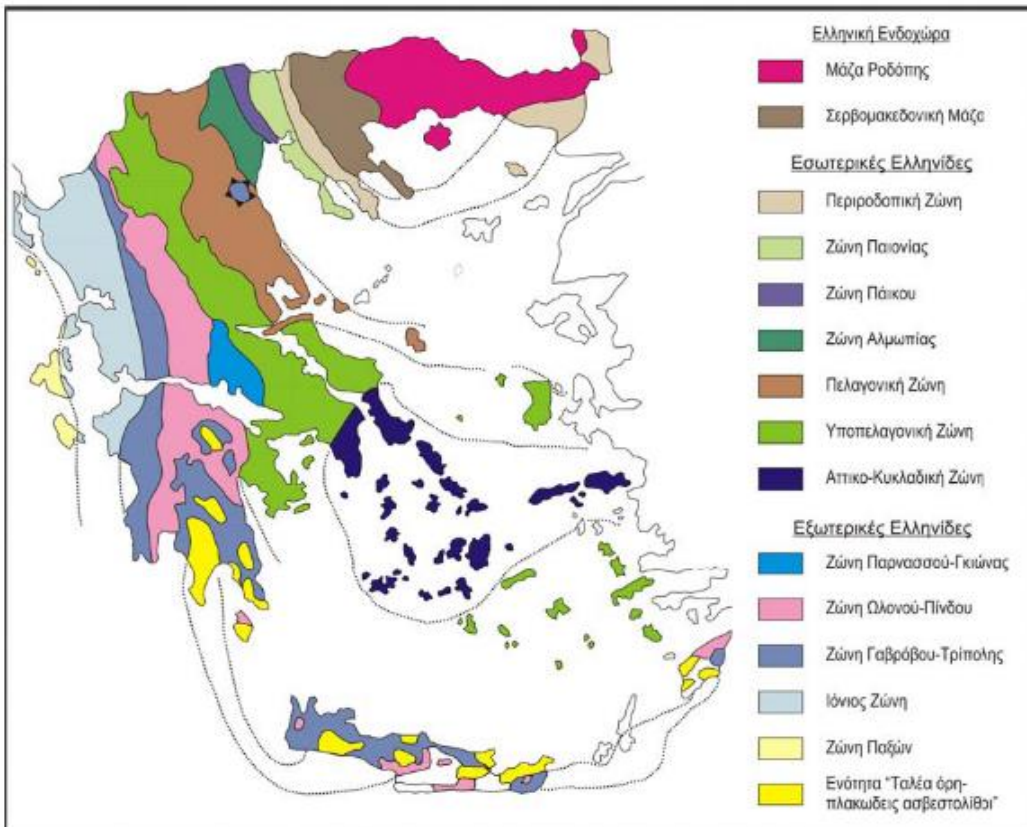 Ελληνική Ενδοχώρα
Μάζα Ροδόπης
Σερβομακεδονική Μάζα
Εσωτερικές Ελληνίδες
Περιροδοπική Ζώνη
Ζώνη Παιονίας
Ζώνη Πάικου
Ζώνη Αλμωπίας
Πελαγονική Ζώνη
Υποπελαγονική Ζώνη
Αττικο-Κυκλαδική Ζώνη
Εξωτερικές Ελληνίδες
Ζώνη Παρνασσού-Γκιώνας
Ζώνη Ωλονού-Πίνδου
Ζώνη Γαβρόβου-Τρίπολης
Ιόνιος Ζώνη
Ζώνη Παξών
Ενότητα "Ταλέα όρη-
πλακωδεις ασβεστολίθοι"